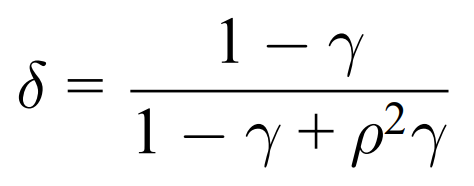 δ = (1 − γ) / (1 − γ + ρ²γ)